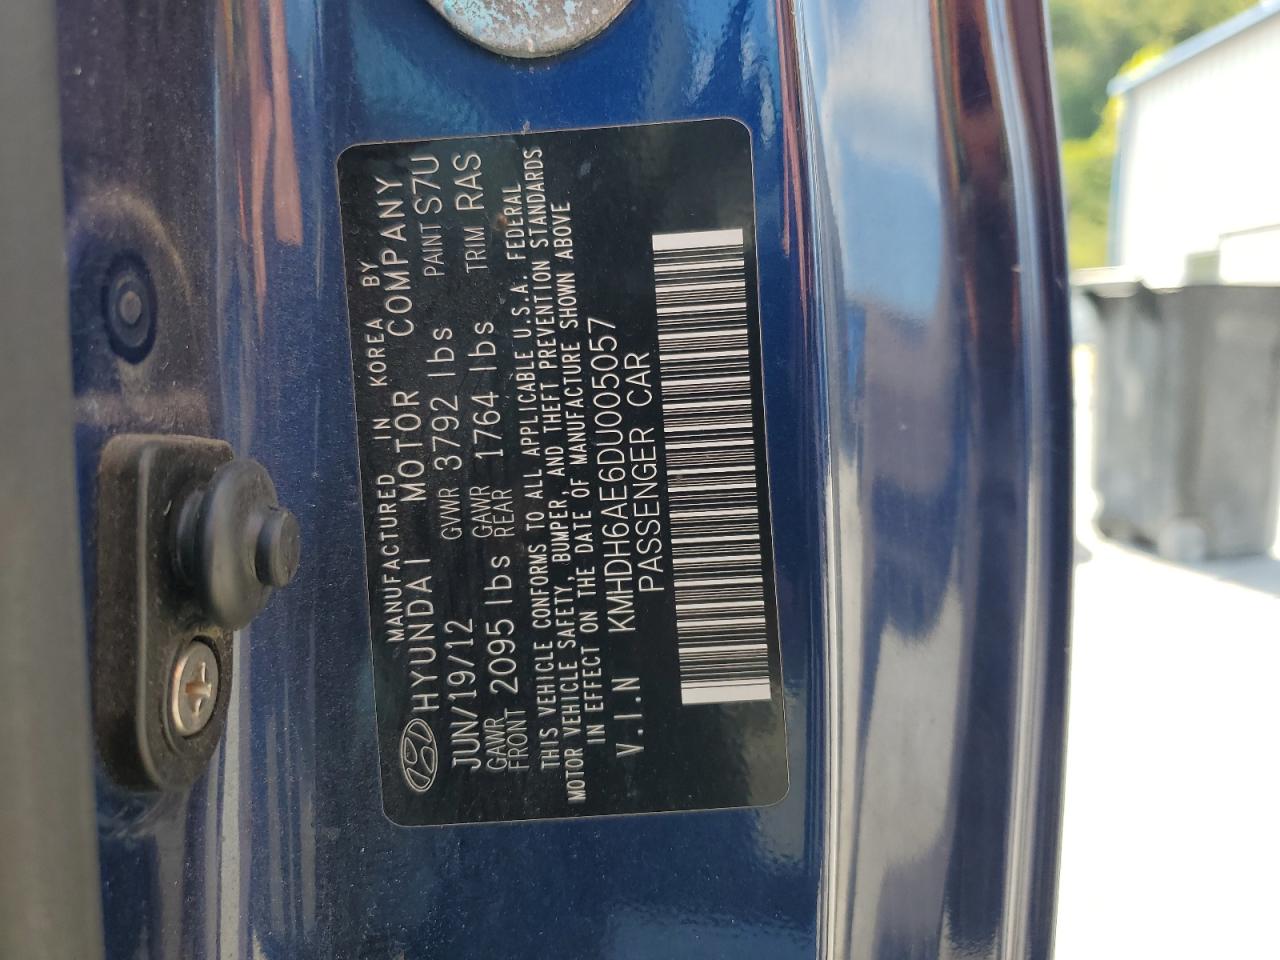 MANUFACTURED IN KOREA BY
HYUNDAI MOTOR COMPANY
JUN/19/12 GVWR 3792 lbs PAINT S7U
GAWR FRONT 2095 lbs GAWR REAR 1764 lbs TRIM RAS
THIS VEHICLE CONFORMS TO ALL APPLICABLE U.S.A. FEDERAL
MOTOR VEHICLE SAFETY, BUMPER, AND THEFT PREVENTION STANDARDS
IN EFFECT ON THE DATE OF MANUFACTURE SHOWN ABOVE
V.I.N KMHDH6AE6DU005057
PASSENGER CAR